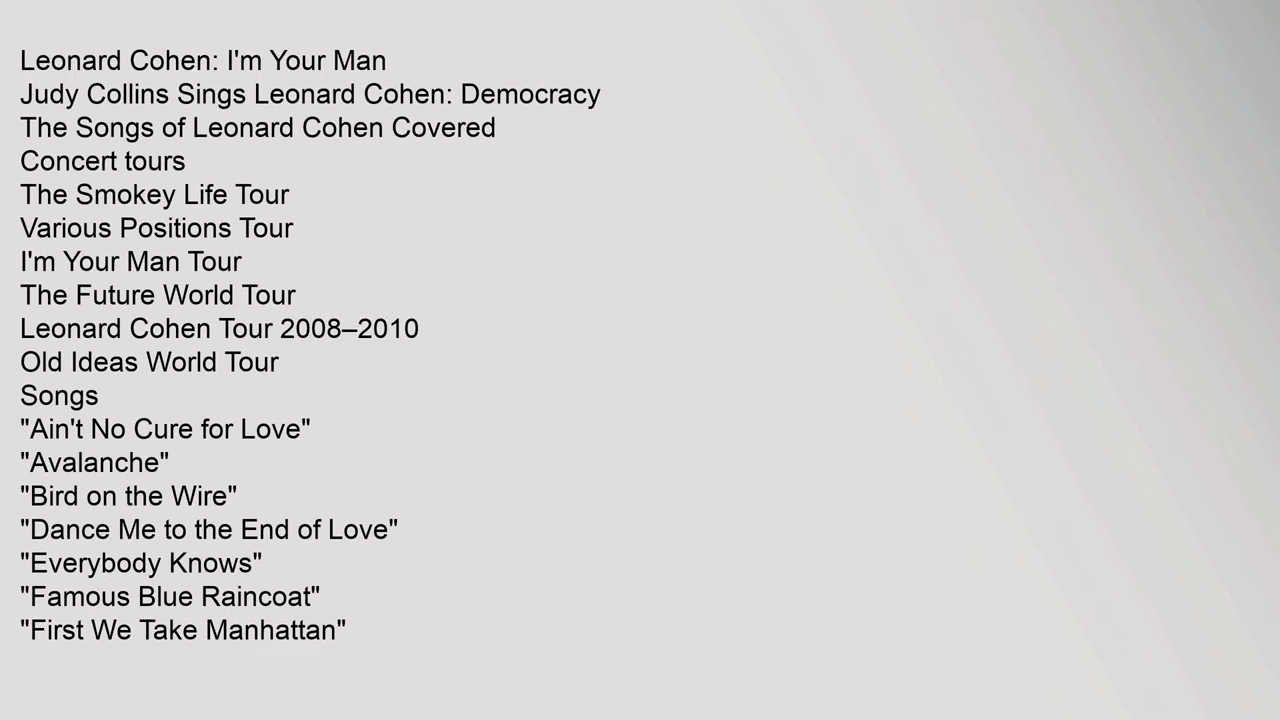 Leonard Cohen: I'm Your Man
Judy Collins Sings Leonard Cohen: Democracy
The Songs of Leonard Cohen Covered
Concert tours
The Smokey Life Tour
Various Positions Tour
I'm Your Man Tour
The Future World Tour
Leonard Cohen Tour 2008–2010
Old Ideas World Tour
Songs
"Ain't No Cure for Love"
"Avalanche"
"Bird on the Wire"
"Dance Me to the End of Love"
"Everybody Knows"
"Famous Blue Raincoat"
"First We Take Manhattan"